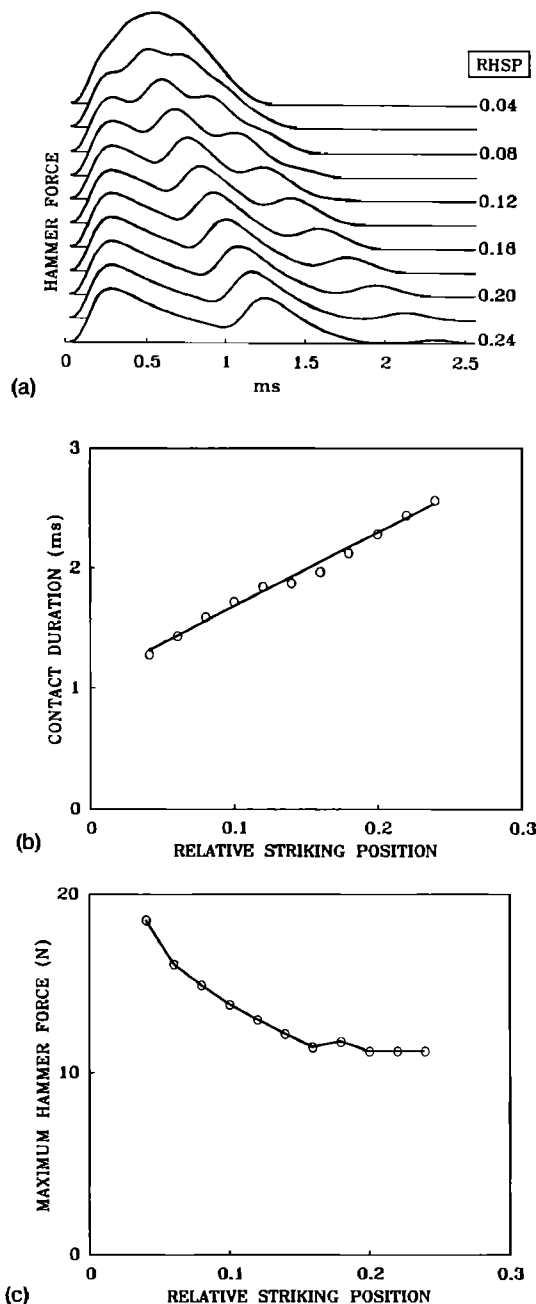 RHSP
0.04
0.08
0.12
0.16
0.20
0.24
HAMMER FORCE
0 0.5 1 1.5 2 2.5
ms
(a)
3
2
1
0
CONTACT DURATION (ms)
0 0.1 0.2 0.3
RELATIVE STRIKING POSITION
(b)
20
10
0
MAXIMUM HAMMER FORCE (N)
0 0.1 0.2 0.3
RELATIVE STRIKING POSITION
(c)